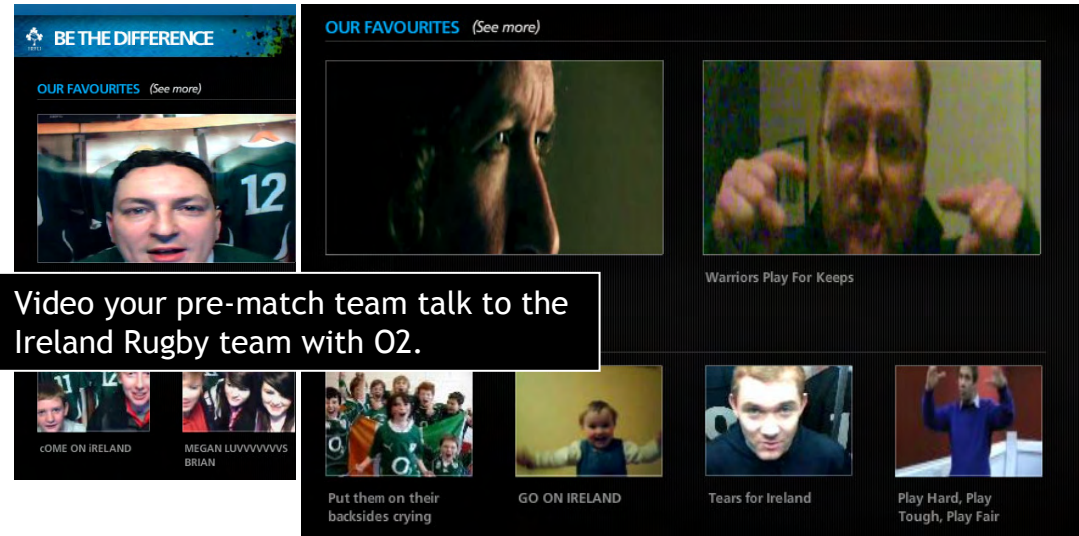 BE THE DIFFERENCE
OUR FAVOURITES (See more)
12
OUR FAVOURITES (See more)
Warriors Play For Keeps
Video your pre-match team talk to the
Ireland Rugby team with O2.
cOME ON iRELAND
MEGAN LUVVVVVVVS
BRIAN
Put them on their
backsides crying
GO ON IRELAND
Tears for Ireland
Play Hard, Play
Tough, Play Fair